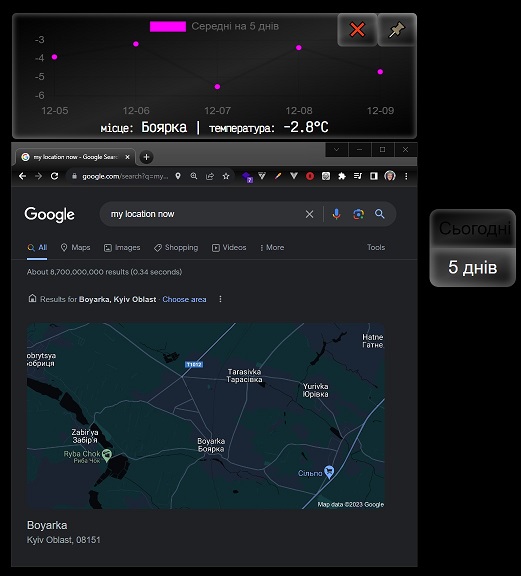 Середні на 5 днів
-3
-4
-5
-6
12-05 12-06 12-07 12-08 12-09
місце: Боярка | температура: -2.8°C
my location now - Google Sear
google.com/search?q=my...
7
Google
my location now
All Maps Images Shopping Videos More Tools
About 8,700,000,000 results (0.34 seconds)
Results for Boyarka, Kyiv Oblast · Choose area
Hatne
Гатне
obrytsya
обриця
T1012
Tarasivka
Тарасівка
Yurivka
Юрівка
Zabir'ya
Забір'я
Boyarka
Боярка
Ryba Chok
Риба Чок
Сільпо
Map data ©2023 Google
Boyarka
Kyiv Oblast, 08151
Сьогодні
5 днів